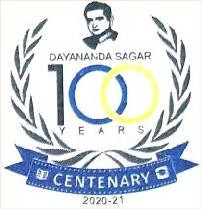 DAYANANDA SAGAR
100
YEARS
CENTENARY
2020-21